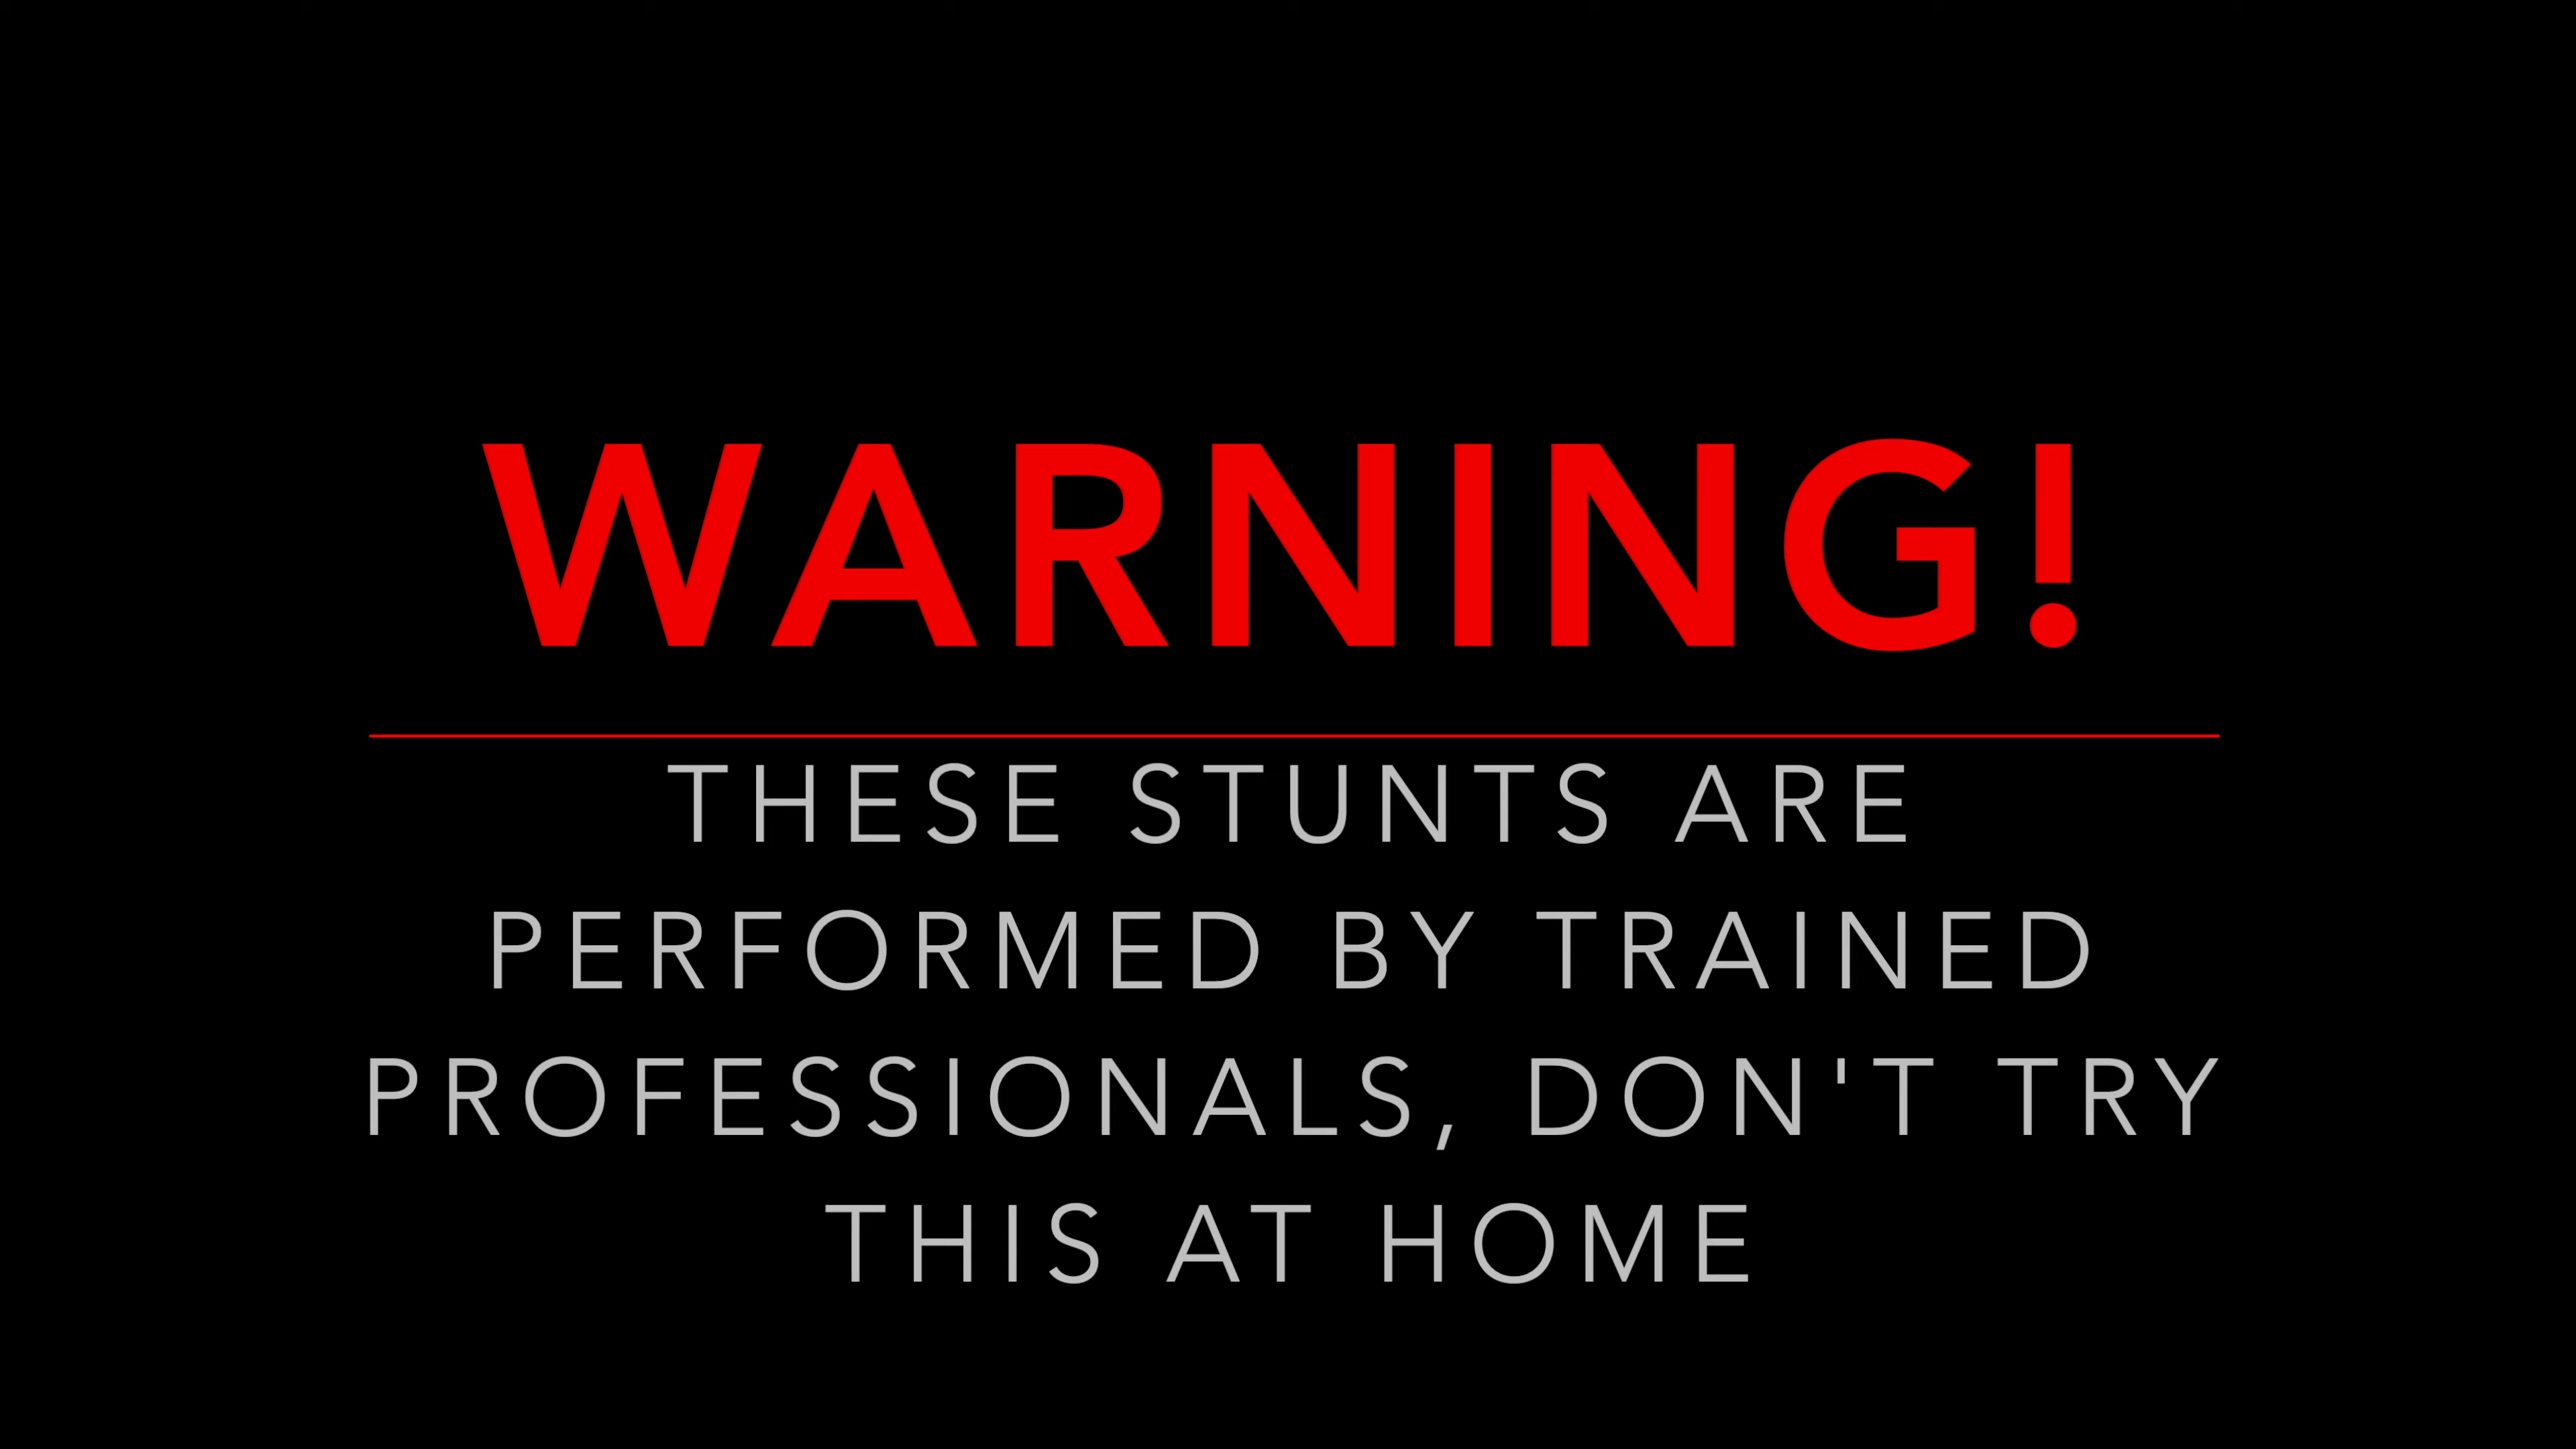 WARNING!
THESE STUNTS ARE
PERFORMED BY TRAINED
PROFESSIONALS, DON'T TRY
THIS AT HOME